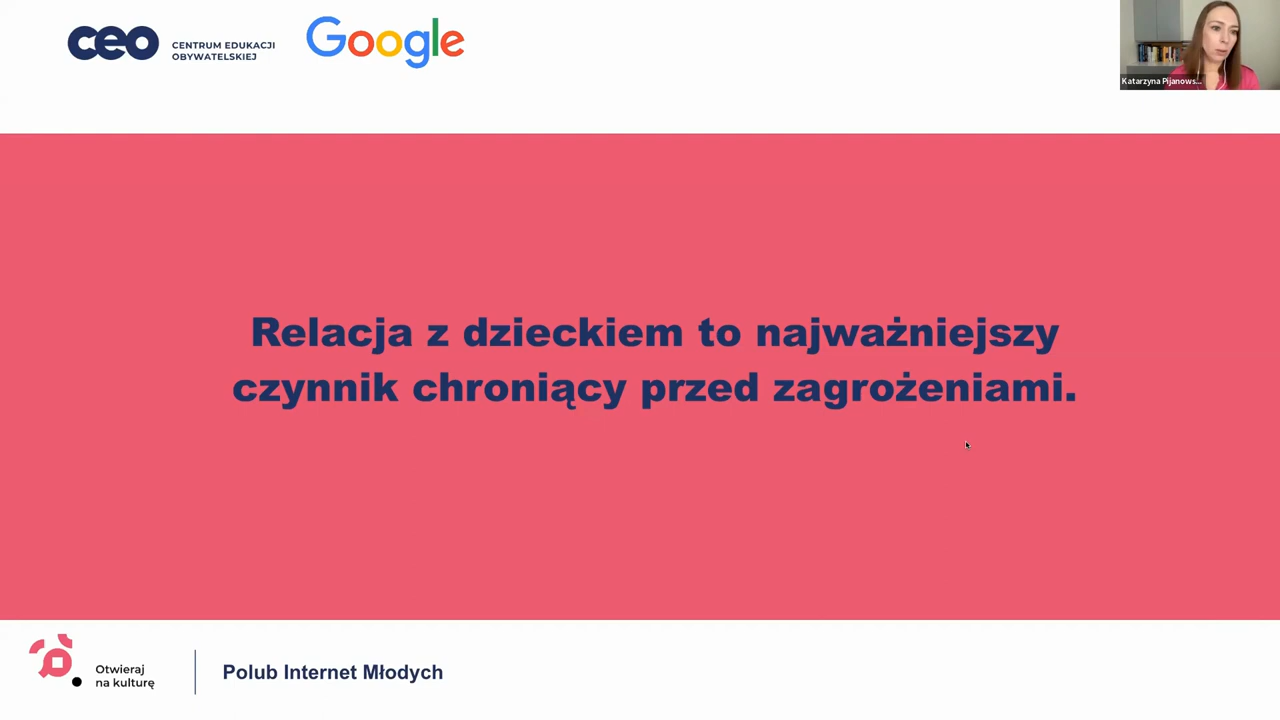 ceo
CENTRUM EDUKACJI
OBYWATELSKIEJ
Google
Katarzyna Pijanows...
Relacja z dzieckiem to najważniejszy
czynnik chroniący przed zagrożeniami.
Otwieraj
na kulturę
Polub Internet Młodych